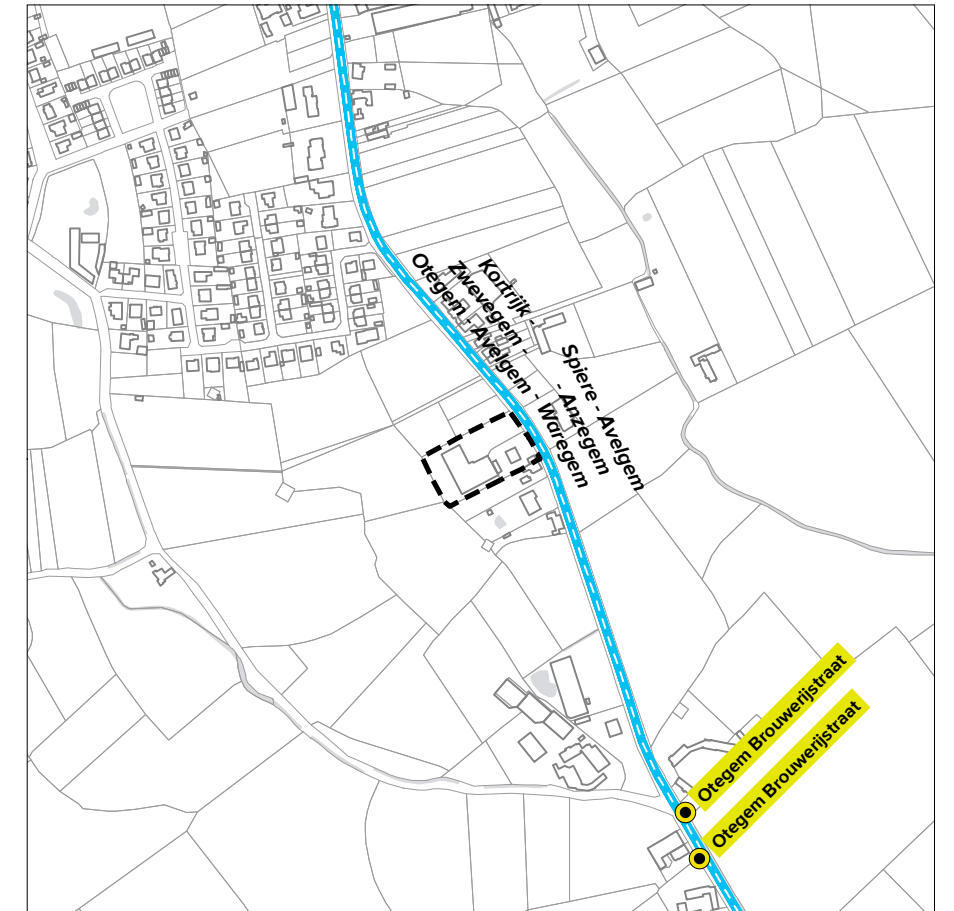 Kortrijk -
Zwevegem -
Otegem - Avelgem - Waregem
Spiere - Avelgem
- Anzegem
Otegem Brouwerijstraat
Otegem Brouwerijstraat